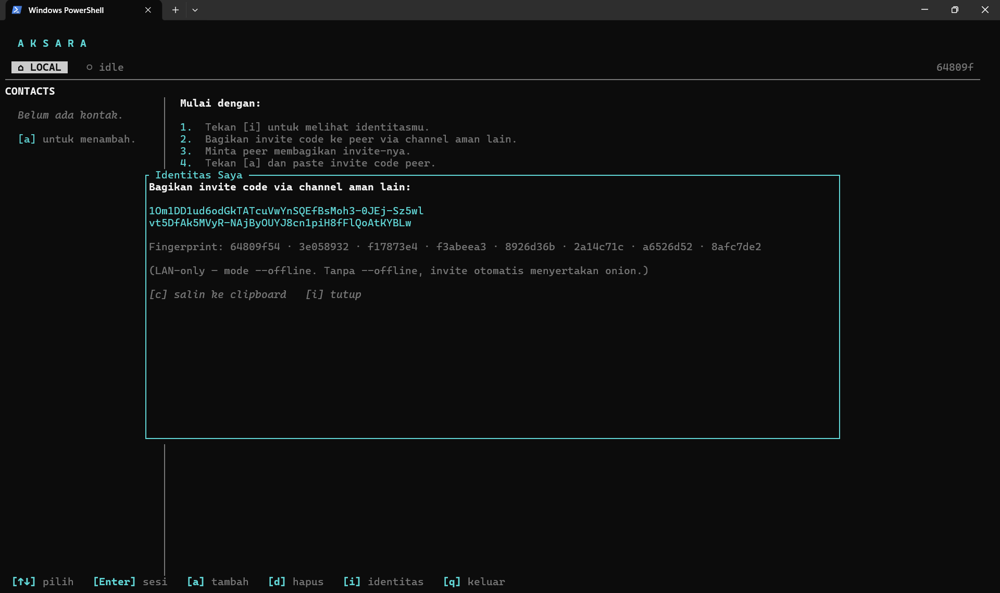 Windows PowerShell
A K S A R A
⌂ LOCAL ○ idle 64809f
CONTACTS
Belum ada kontak.
[a] untuk menambah.
Mulai dengan:
1. Tekan [i] untuk melihat identitasmu.
2. Bagikan invite code ke peer via channel aman lain.
3. Minta peer membagikan invite-nya.
4. Tekan [a] dan paste invite code peer.
Identitas Saya
Bagikan invite code via channel aman lain:
1Om1DD1ud6odGkTATcuVwYnSQEfBsMoh3-0JEj-Sz5wl
vt5DfAk5MVyR-NAjByOUYJ8cn1piH8fFlQoAtKYBLw
Fingerprint: 64809f54 · 3e058932 · f17873e4 · f3abeea3 · 8926d36b · 2a14c71c · a6526d52 · 8afc7de2
(LAN-only — mode --offline. Tanpa --offline, invite otomatis menyertakan onion.)
[c] salin ke clipboard [i] tutup
[↑↓] pilih [Enter] sesi [a] tambah [d] hapus [i] identitas [q] keluar